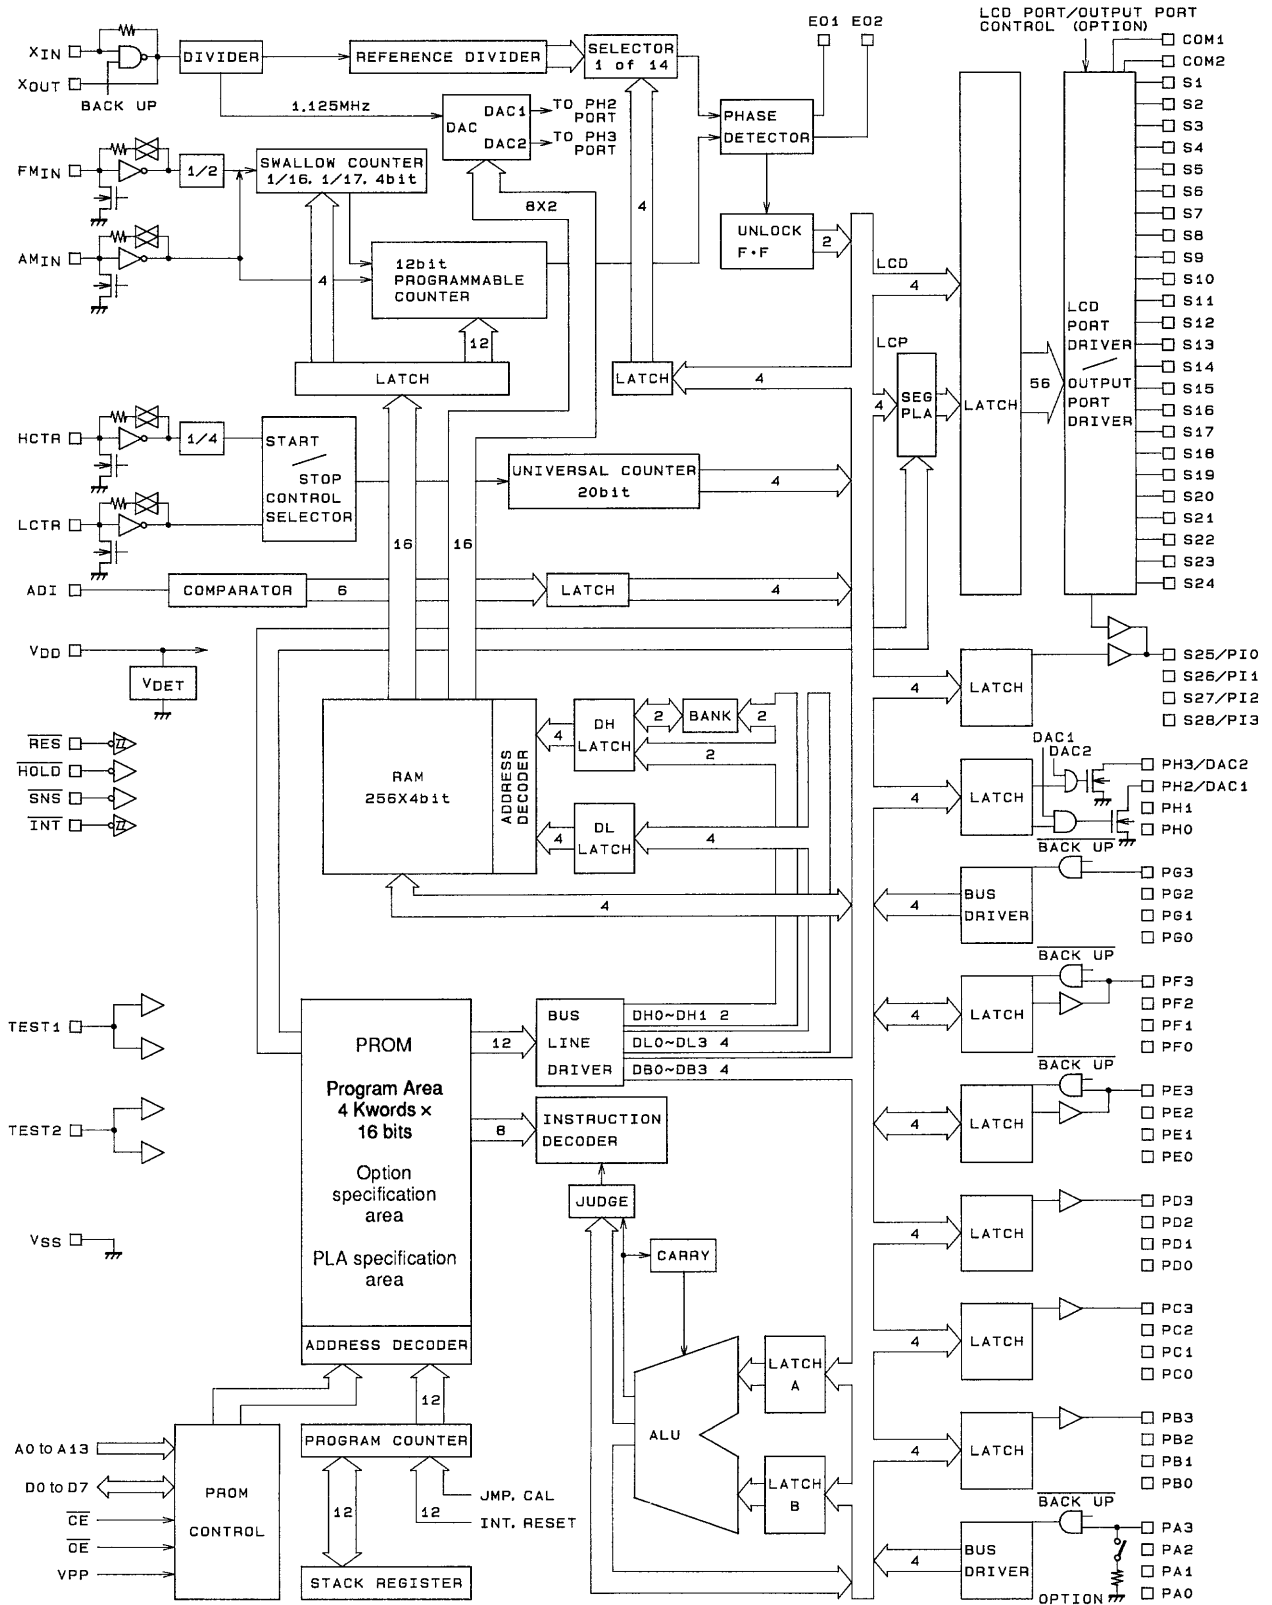 LCD PORT/OUTPUT PORT
CONTROL (OPTION)
EO1 EO2
XIN
XOUT
BACK UP
DIVIDER
REFERENCE DIVIDER
SELECTOR
1 of 14
COM1
COM2
1.125MHz
DAC
DAC1
DAC2
TO PH2
PORT
TO PH3
PORT
PHASE
DETECTOR
S1
S2
S3
S4
S5
S6
S7
S8
S9
S10
S11
S12
S13
S14
S15
S16
S17
S18
S19
S20
S21
S22
S23
S24
FMIN
1/2
SWALLOW COUNTER
1/16, 1/17, 4bit
8X2
4
UNLOCK
F·F
2
AMIN
4
12bit
PROGRAMMABLE
COUNTER
12
LCD
4
LCP
4
SEG
PLA
LATCH
56
LCD
PORT
DRIVER
/
OUTPUT
PORT
DRIVER
LATCH
LATCH
4
HCTR
1/4
START
/
STOP
CONTROL
SELECTOR
UNIVERSAL COUNTER
20bit
4
LCTR
16
16
ADI
COMPARATOR
6
LATCH
4
VDD
VDET
4
LATCH
S25/PI0
S26/PI1
S27/PI2
S28/PI3
RES
HOLD
SNS
INT
RAM
256X4bit
ADDRESS
DECODER
4
DH
LATCH
2
BANK
2
2
4
DL
LATCH
4
4
DAC1
DAC2
4
LATCH
PH3/DAC2
PH2/DAC1
PH1
PH0
BACK UP
4
BUS
DRIVER
PG3
PG2
PG1
PG0
BACK UP
4
LATCH
PF3
PF2
PF1
PF0
TEST1
PROM
Program Area
4 Kwords ×
16 bits
Option
specification
area
PLA specification
area
12
BUS
LINE
DRIVER
DH0~DH1 2
DL0~DL3 4
DB0~DB3 4
BACK UP
4
LATCH
PE3
PE2
PE1
PE0
TEST2
8
INSTRUCTION
DECODER
JUDGE
CARRY
VSS
4
LATCH
PD3
PD2
PD1
PD0
ADDRESS DECODER
12
4
LATCH
PC3
PC2
PC1
PC0
ALU
LATCH
A
LATCH
B
PROGRAM COUNTER
A0 to A13
D0 to D7
CE
OE
VPP
PROM
CONTROL
12
12
JMP. CAL
INT. RESET
STACK REGISTER
4
LATCH
PB3
PB2
PB1
PB0
BACK UP
4
BUS
DRIVER
OPTION
PA3
PA2
PA1
PA0